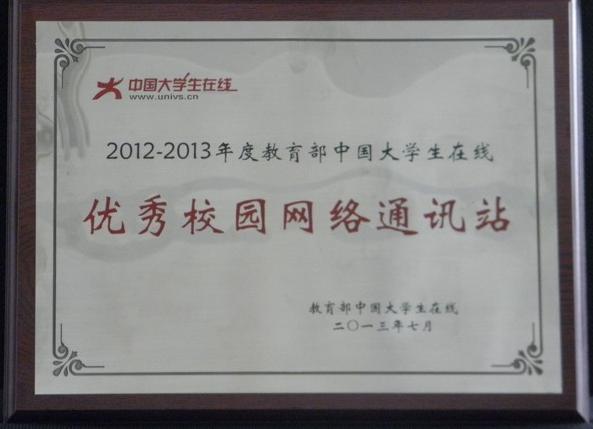 中国大学生在线
www.univs.cn
2012-2013年度教育部中国大学生在线
优秀校园网络通讯站
教育部中国大学生在线
二〇一三年七月